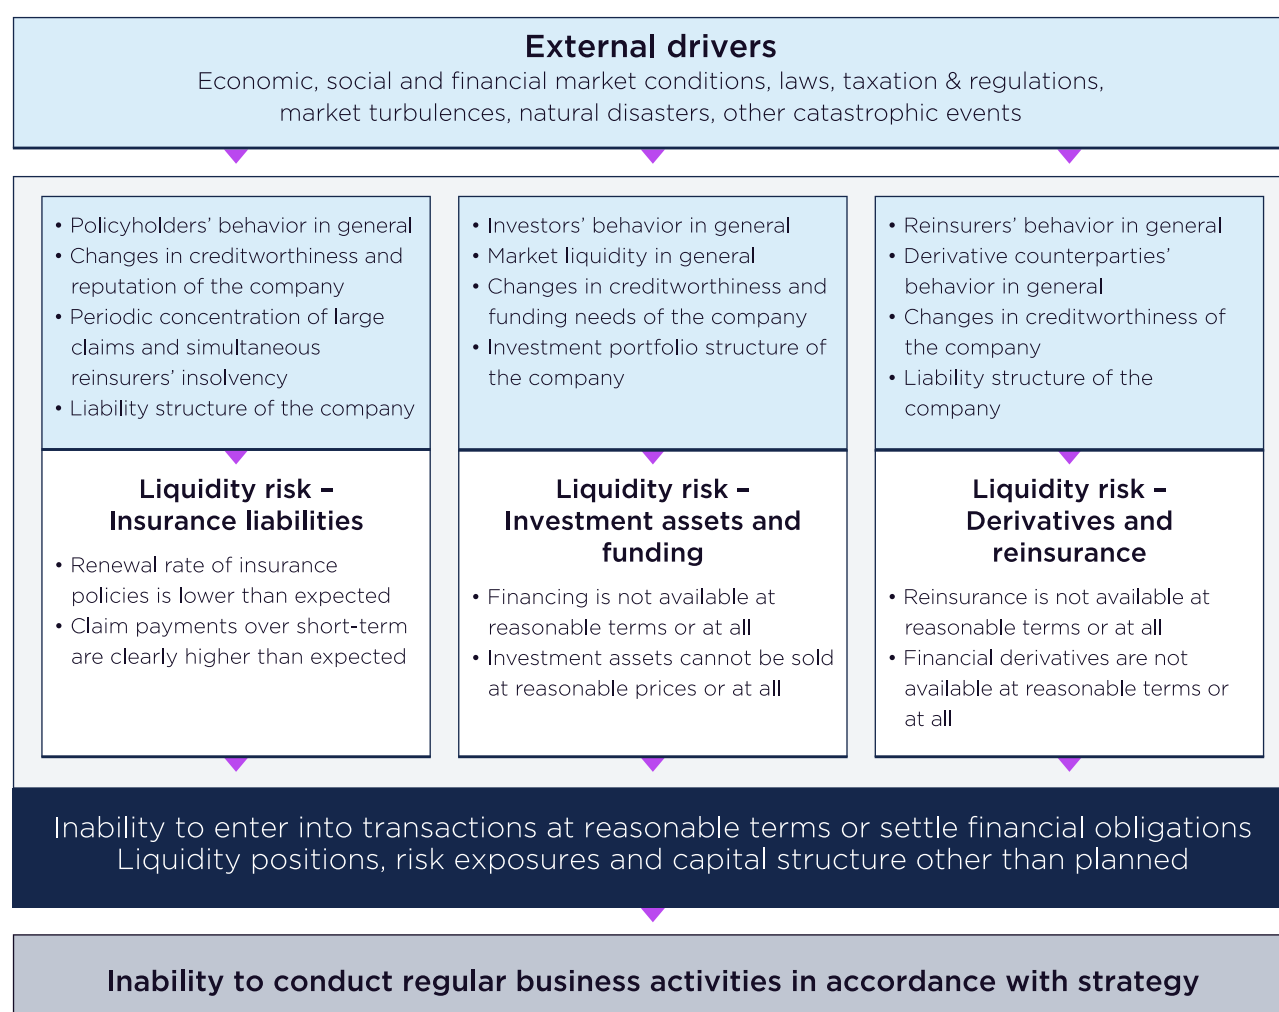 External drivers
Economic, social and financial market conditions, laws, taxation & regulations,
market turbulences, natural disasters, other catastrophic events
• Policyholders’ behavior in general
• Changes in creditworthiness and
reputation of the company
• Periodic concentration of large
claims and simultaneous
reinsurers’ insolvency
• Liability structure of the company
Liquidity risk –
Insurance liabilities
• Renewal rate of insurance
policies is lower than expected
• Claim payments over short-term
are clearly higher than expected
• Investors’ behavior in general
• Market liquidity in general
• Changes in creditworthiness and
funding needs of the company
• Investment portfolio structure of
the company
Liquidity risk –
Investment assets and
funding
• Financing is not available at
reasonable terms or at all
• Investment assets cannot be sold
at reasonable prices or at all
• Reinsurers’ behavior in general
• Derivative counterparties’
behavior in general
• Changes in creditworthiness of
the company
• Liability structure of the
company
Liquidity risk –
Derivatives and
reinsurance
• Reinsurance is not available at
reasonable terms or at all
• Financial derivatives are not
available at reasonable terms or
at all
Inability to enter into transactions at reasonable terms or settle financial obligations
Liquidity positions, risk exposures and capital structure other than planned
Inability to conduct regular business activities in accordance with strategy